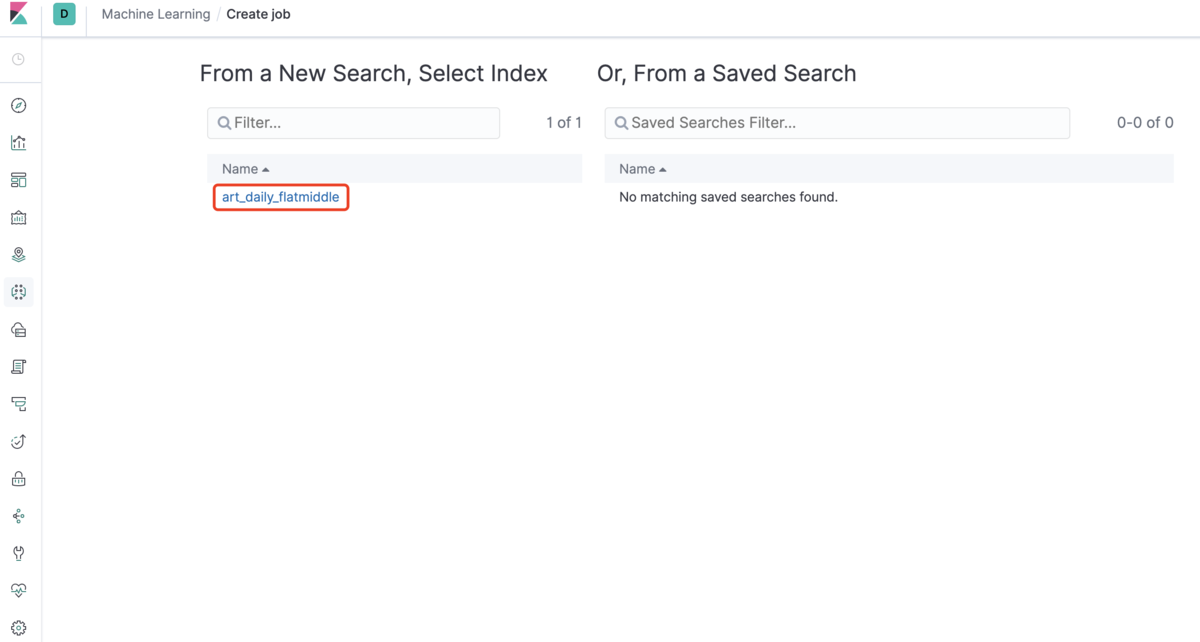 D
Machine Learning / Create job
From a New Search, Select Index
Filter...
1 of 1
Name
art_daily_flatmiddle
Or, From a Saved Search
Saved Searches Filter...
0-0 of 0
Name
No matching saved searches found.